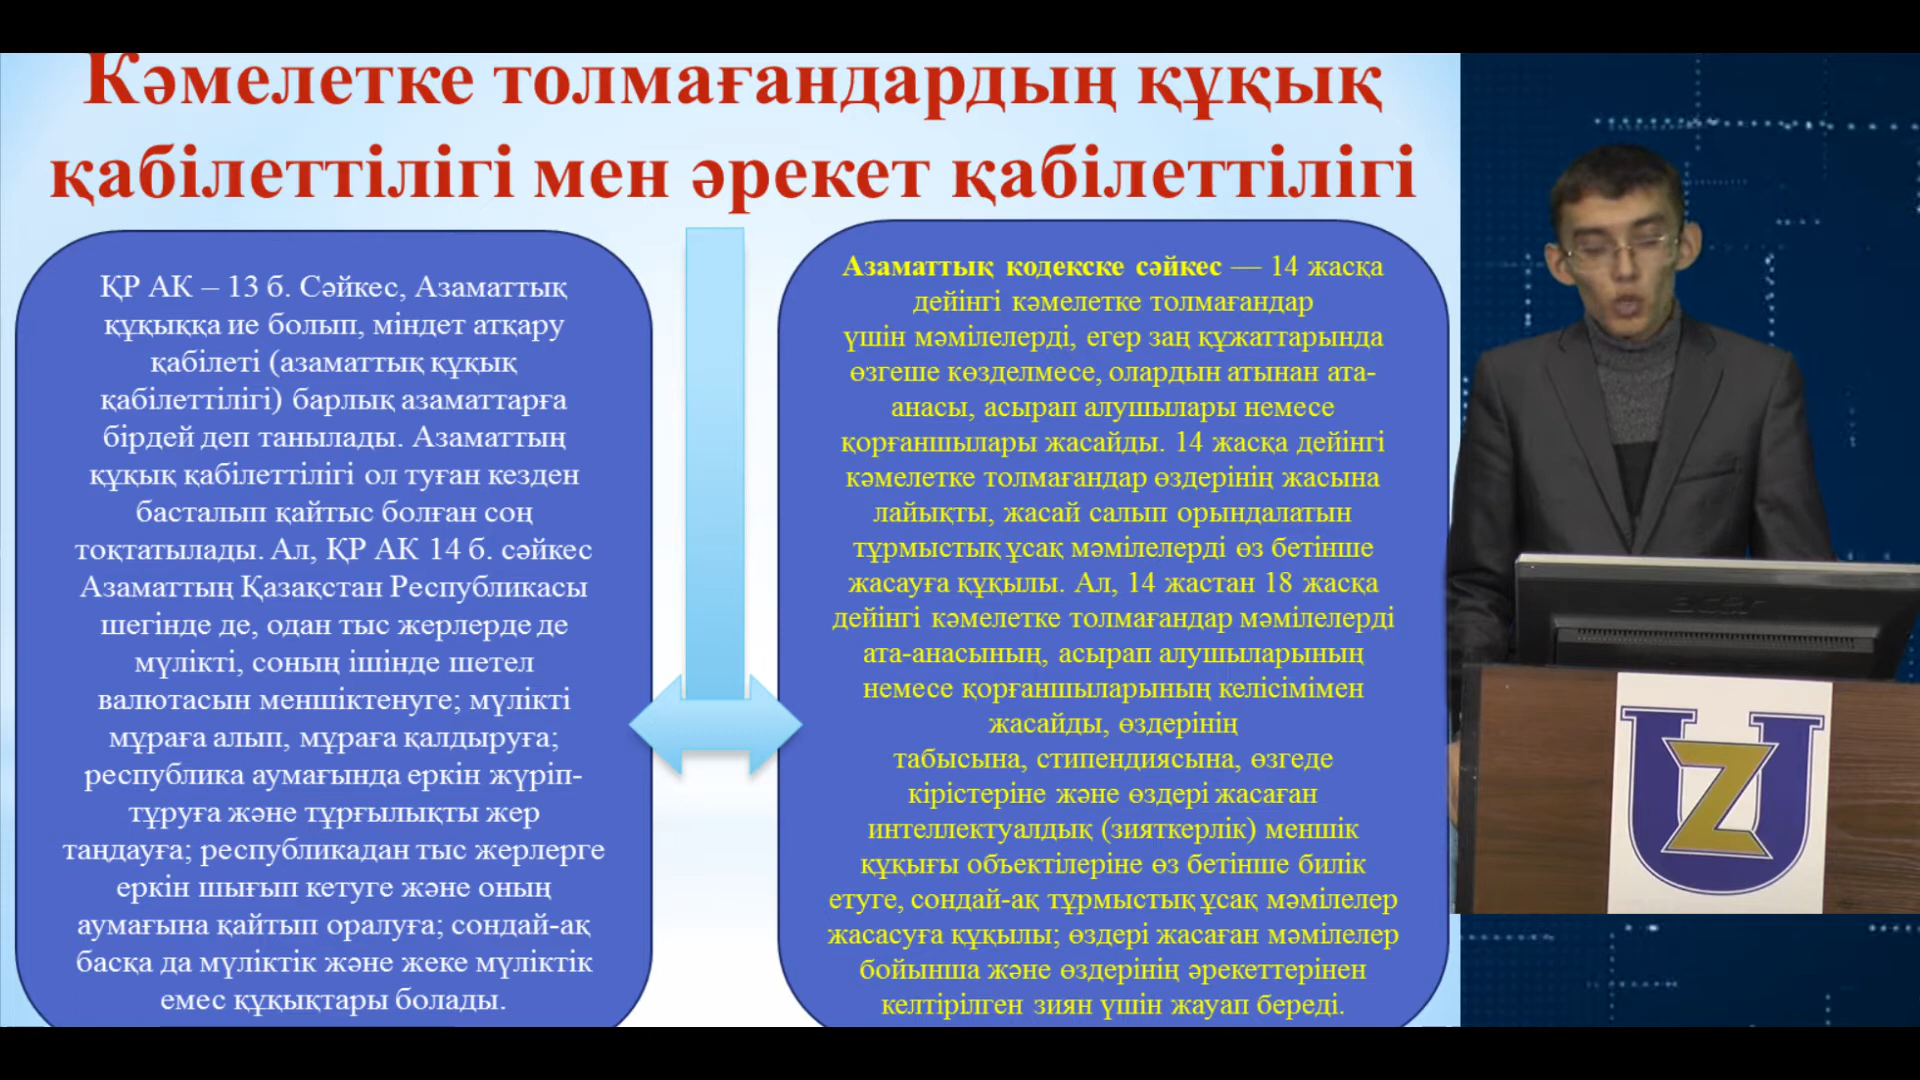 Кәмелетке толмағандардың құқық
қабілеттілігі мен әрекет қабілеттілігі
ҚР АК – 13 б. Сәйкес, Азаматтық
құқыққа ие болып, міндет атқару
қабілеті (азаматтық құқық
қабілеттілігі) барлық азаматтарға
бірдей деп танылады. Азаматтың
құқық қабілеттілігі ол туған кезден
басталып қайтыс болған соң
тоқтатылады. Ал, ҚР АК 14 б. сәйкес
Азаматтың Қазақстан Республикасы
шегінде де, одан тыс жерлерде де
мүлікті, соның ішінде шетел
валютасын меншіктенуге; мүлікті
мұраға алып, мұраға қалдыруға;
республика аумағында еркін жүріп-
тұруға және тұрғылықты жер
таңдауға; республикадан тыс жерлерге
еркін шығып кетуге және оның
аумағына қайтып оралуға; сондай-ақ
басқа да мүліктік және жеке мүліктік
емес құқықтары болады.
Азаматтық кодекске сәйкес — 14 жасқа
дейінгі кәмелетке толмағандар
үшін мәмілелерді, егер заң құжаттарында
өзгеше көзделмесе, олардын атынан ата-
анасы, асырап алушылары немесе
қорғаншылары жасайды. 14 жасқа дейінгі
кәмелетке толмағандар өздерінің жасына
лайықты, жасай салып орындалатын
тұрмыстық ұсақ мәмілелерді өз бетінше
жасауға құқылы. Ал, 14 жастан 18 жасқа
дейінгі кәмелетке толмағандар мәмілелерді
ата-анасының, асырап алушыларының
немесе қорғаншыларының келісімімен
жасайды, өздерінің
табысына, стипендиясына, өзгеде
кірістеріне және өздері жасаған
интеллектуалдық (зияткерлік) меншік
құқығы объектілеріне өз бетінше билік
етуге, сондай-ақ тұрмыстық ұсақ мәмілелер
жасасуға құқылы; өздері жасаған мәмілелер
бойынша және өздерінің әрекеттерінен
келтірілген зиян үшін жауап береді.
acer
UZ